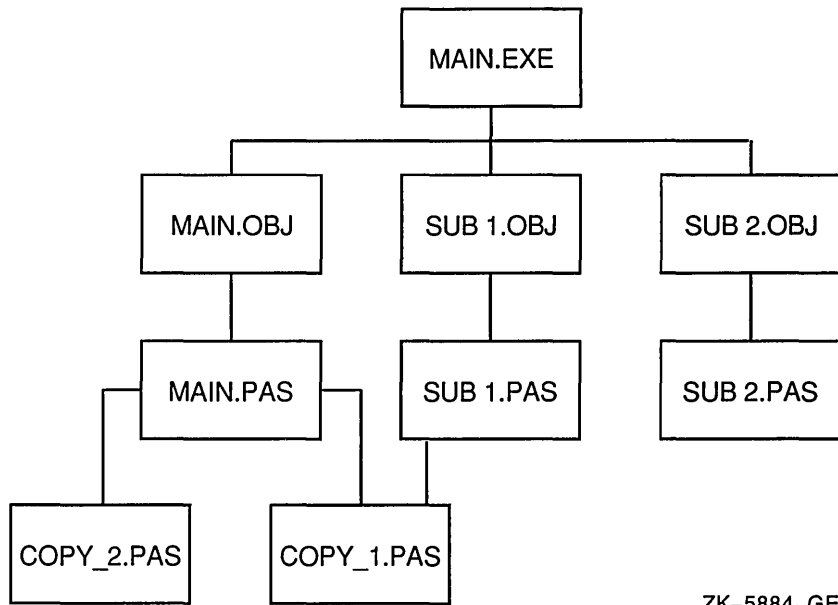 MAIN.EXE
MAIN.OBJ
SUB 1.OBJ
SUB 2.OBJ
MAIN.PAS
SUB 1.PAS
SUB 2.PAS
COPY_2.PAS
COPY_1.PAS